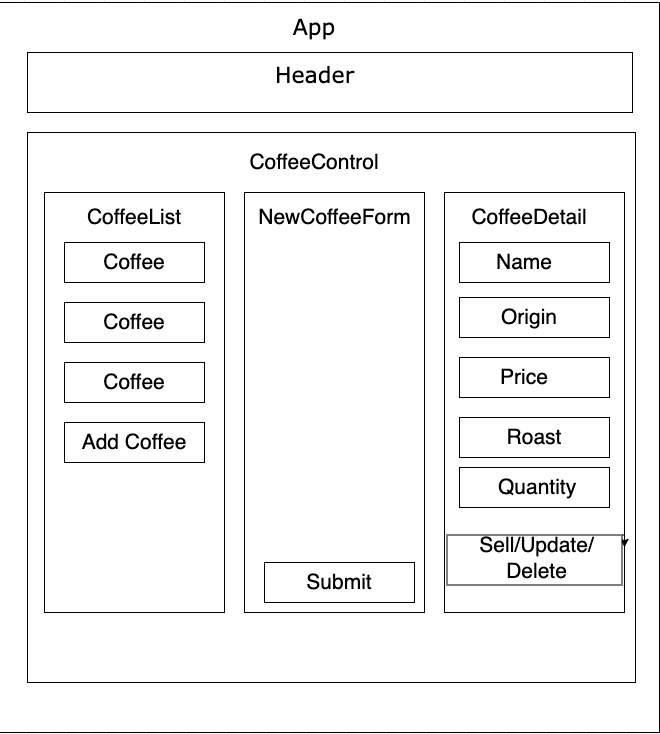 App
Header
CoffeeControl
CoffeeList
Coffee
Coffee
Coffee
Add Coffee
NewCoffeeForm
Submit
CoffeeDetail
Name
Origin
Price
Roast
Quantity
Sell/Update/
Delete